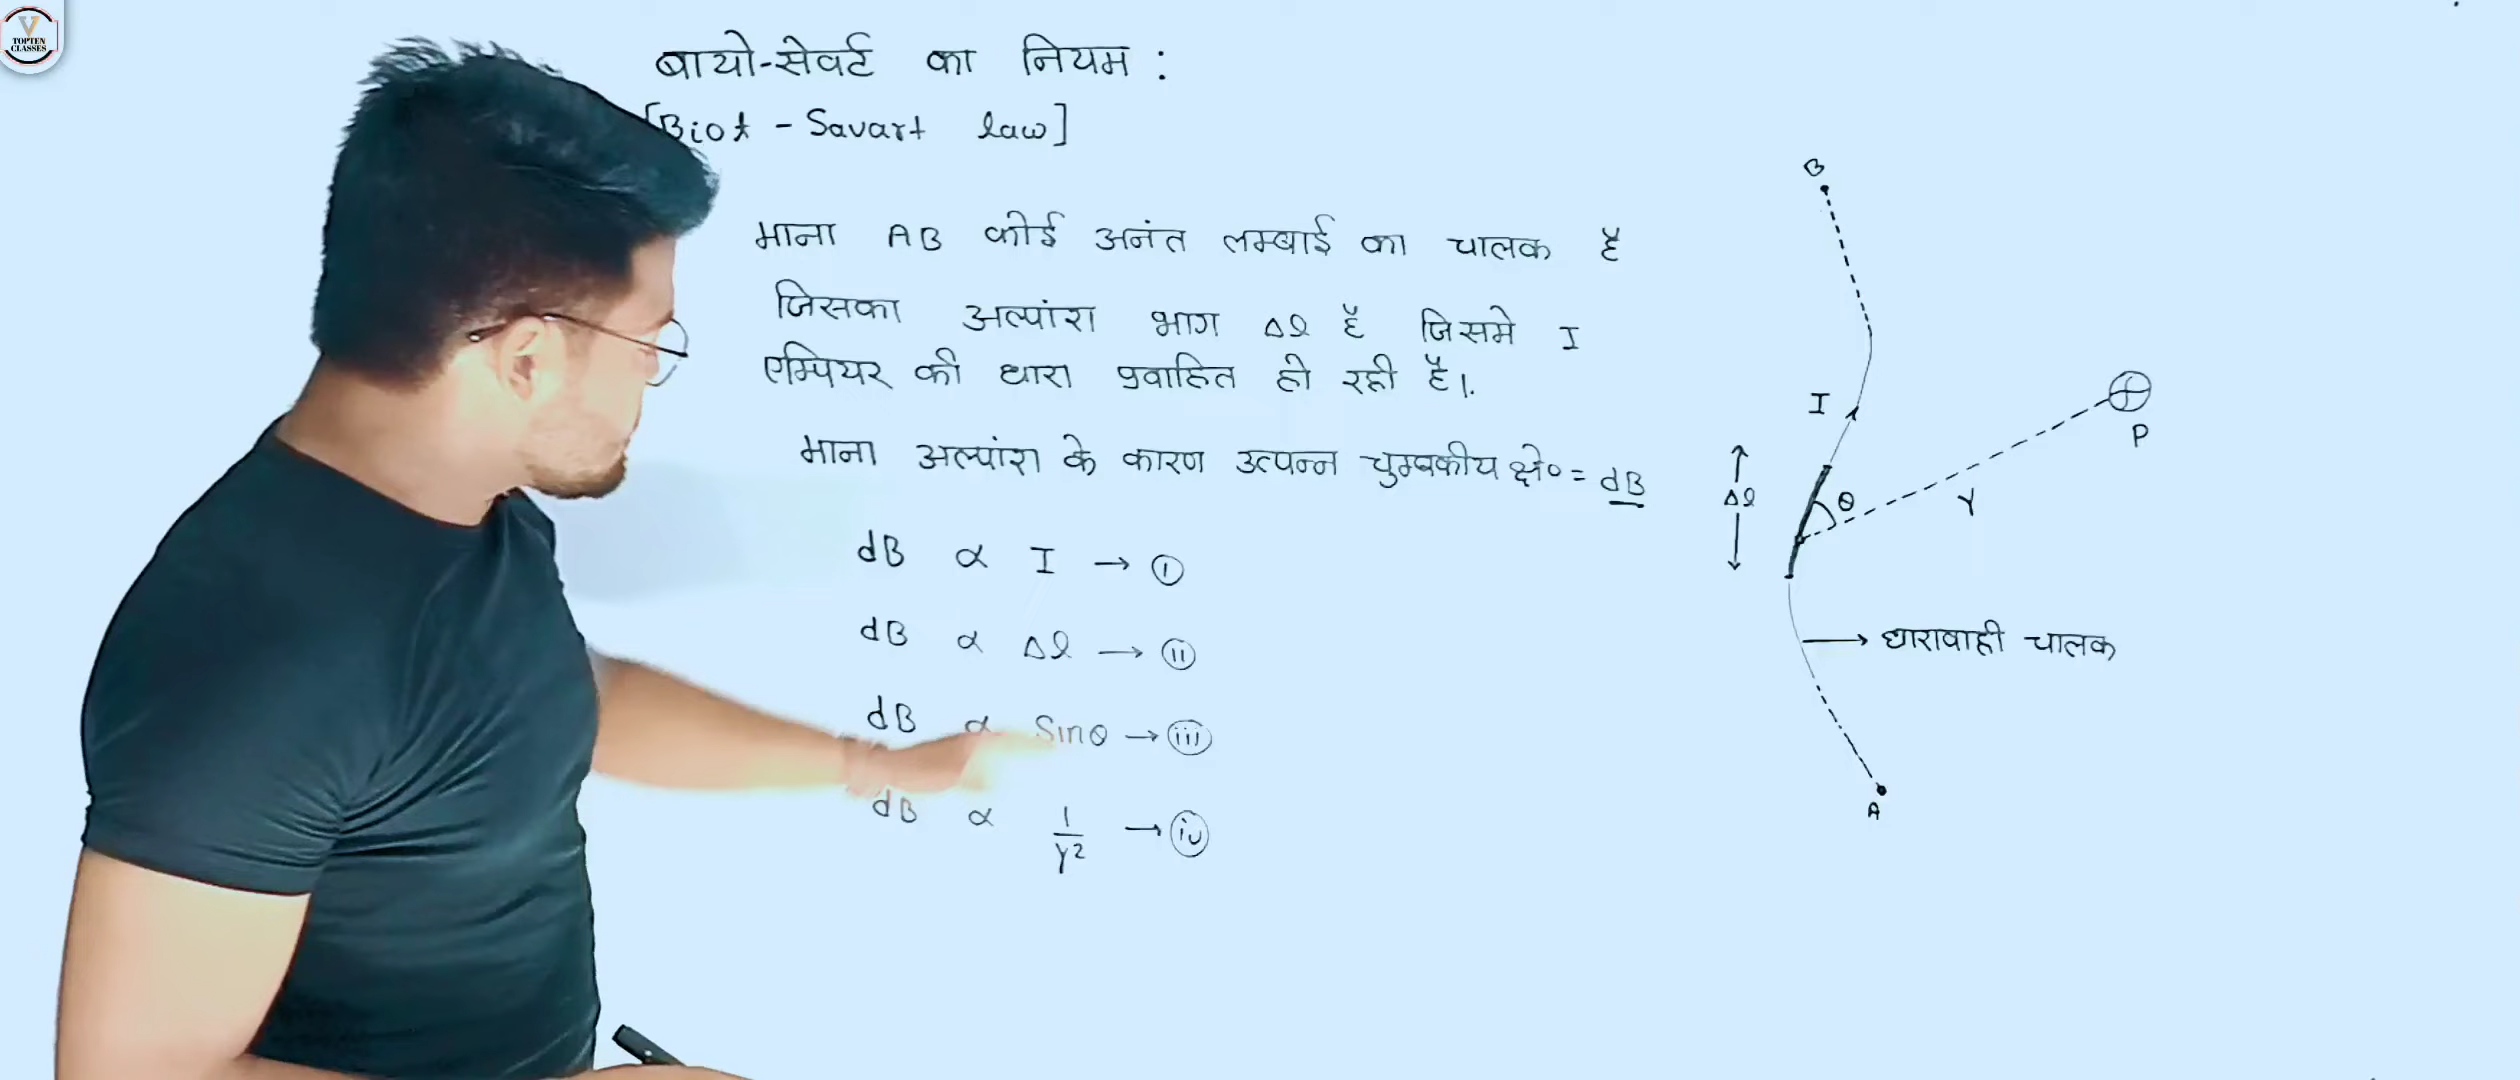 V
TOPTEN
CLASSES
बायो-सेवर्ट का नियम :
[Biot - Savart law]
माना AB कोई अनंत लम्बाई का चालक है
जिसका अल्पांश भाग Δl है जिसमे I
एम्पियर की धारा प्रवाहित हो रही है।.
माना अल्पांश के कारण उत्पन्न चुम्बकीय क्षे० = dB
dB ∝ I → (i)
dB ∝ Δl → (ii)
dB ∝ Sinθ → (iii)
dB ∝ 1/r² → (iv)
B
I
P
Δl
θ
r
→ धारावाही चालक
A